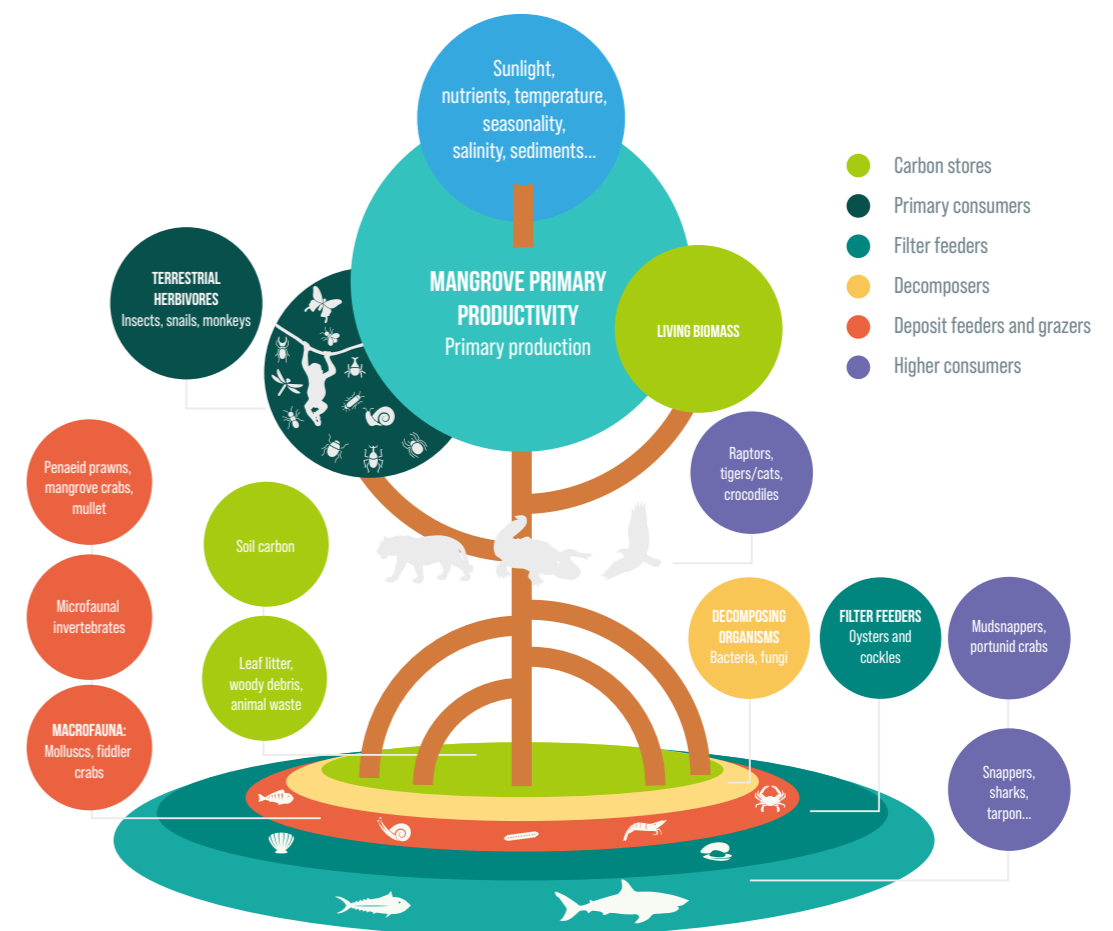 Sunlight,
nutrients, temperature,
seasonality,
salinity, sediments...
MANGROVE PRIMARY
PRODUCTIVITY
Primary production
LIVING BIOMASS
Carbon stores
Primary consumers
Filter feeders
Decomposers
Deposit feeders and grazers
Higher consumers
TERRESTRIAL
HERBIVORES
Insects, snails, monkeys
Penaeid prawns,
mangrove crabs,
mullet
Microfaunal
invertebrates
MACROFAUNA:
Molluscs, fiddler
crabs
Soil carbon
Leaf litter,
woody debris,
animal waste
Raptors,
tigers/cats,
crocodiles
DECOMPOSING
ORGANISMS
Bacteria, fungi
FILTER FEEDERS
Oysters and
cockles
Mudsnappers,
portunid crabs
Snappers,
sharks,
tarpon...